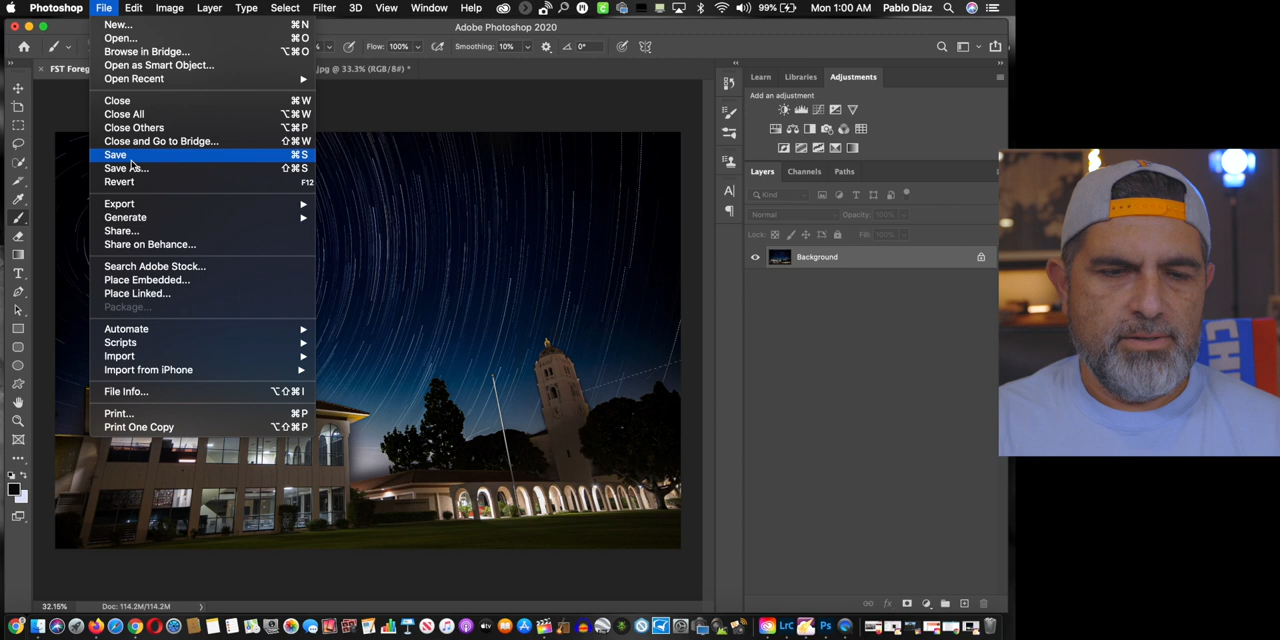 Photoshop File Edit Image Layer Type Select Filter 3D View Window Help 99% Mon 1:00 AM Pablo Diaz
Adobe Photoshop 2020
Flow: 100% Smoothing: 10% 0°
FST Foreg .jpg @ 33.3% (RGB/8#) *
New... ⌘N
Open... ⌘O
Browse in Bridge... ⌥⌘O
Open as Smart Object...
Open Recent
Close ⌘W
Close All ⌥⌘W
Close Others ⌥⌘P
Close and Go to Bridge... ⇧⌘W
Save ⌘S
Save As... ⇧⌘S
Revert F12
Export
Generate
Share...
Share on Behance...
Search Adobe Stock...
Place Embedded...
Place Linked...
Package...
Automate
Scripts
Import
Import from iPhone
File Info... ⌥⇧⌘I
Print... ⌘P
Print One Copy ⌥⇧⌘P
Learn Libraries Adjustments
Add an adjustment
Layers Channels Paths
Kind
Normal Opacity: 100%
Lock: Fill: 100%
Background
32.15% Doc: 114.2M/114.2M
LrC Ps